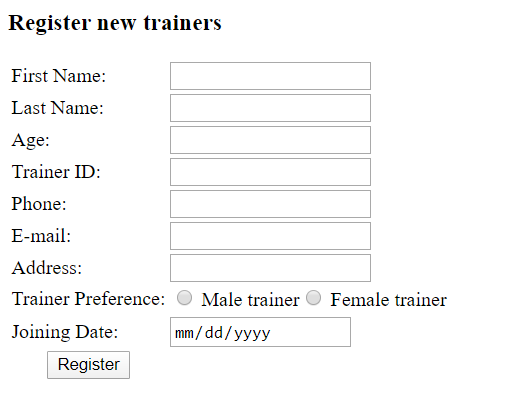 Register new trainers
First Name:
Last Name:
Age:
Trainer ID:
Phone:
E-mail:
Address:
Trainer Preference: Male trainer Female trainer
Joining Date: mm/dd/yyyy
Register